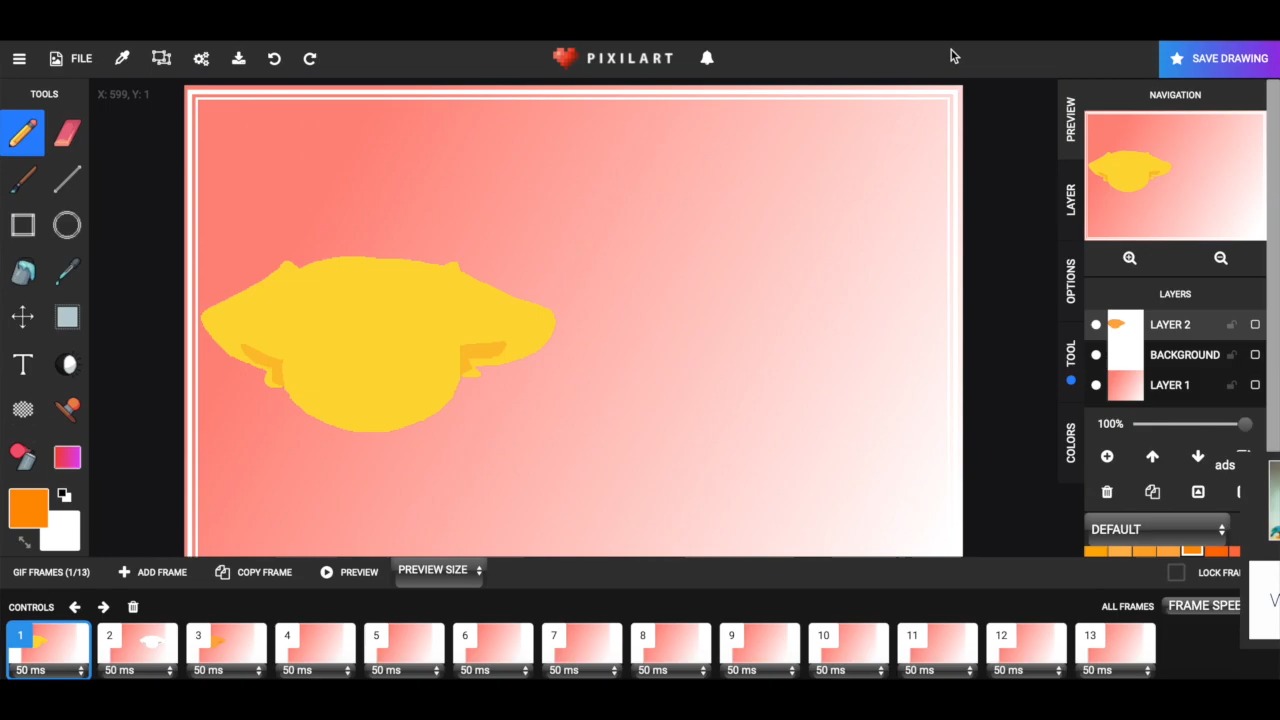 FILE
PIXILART
SAVE DRAWING
TOOLS
X: 599, Y: 1
PREVIEW
LAYER
OPTIONS
TOOL
COLORS
NAVIGATION
LAYERS
LAYER 2
BACKGROUND
LAYER 1
100%
ads
DEFAULT
GIF FRAMES (1/13)
ADD FRAME
COPY FRAME
PREVIEW
PREVIEW SIZE
LOCK FRA
CONTROLS
ALL FRAMES
FRAME SPEE
V
1
2
3
4
5
6
7
8
9
10
11
12
13
50 ms
50 ms
50 ms
50 ms
50 ms
50 ms
50 ms
50 ms
50 ms
50 ms
50 ms
50 ms
50 ms